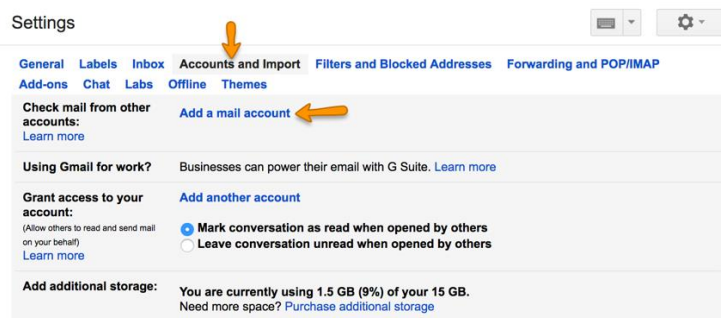 Settings
General Labels Inbox Accounts and Import Filters and Blocked Addresses Forwarding and POP/IMAP
Add-ons Chat Labs Offline Themes
Check mail from other
accounts:
Learn more
Add a mail account
Using Gmail for work?
Businesses can power their email with G Suite. Learn more
Grant access to your
account:
(Allow others to read and send mail
on your behalf)
Learn more
Add another account
Mark conversation as read when opened by others
Leave conversation unread when opened by others
Add additional storage:
You are currently using 1.5 GB (9%) of your 15 GB.
Need more space? Purchase additional storage